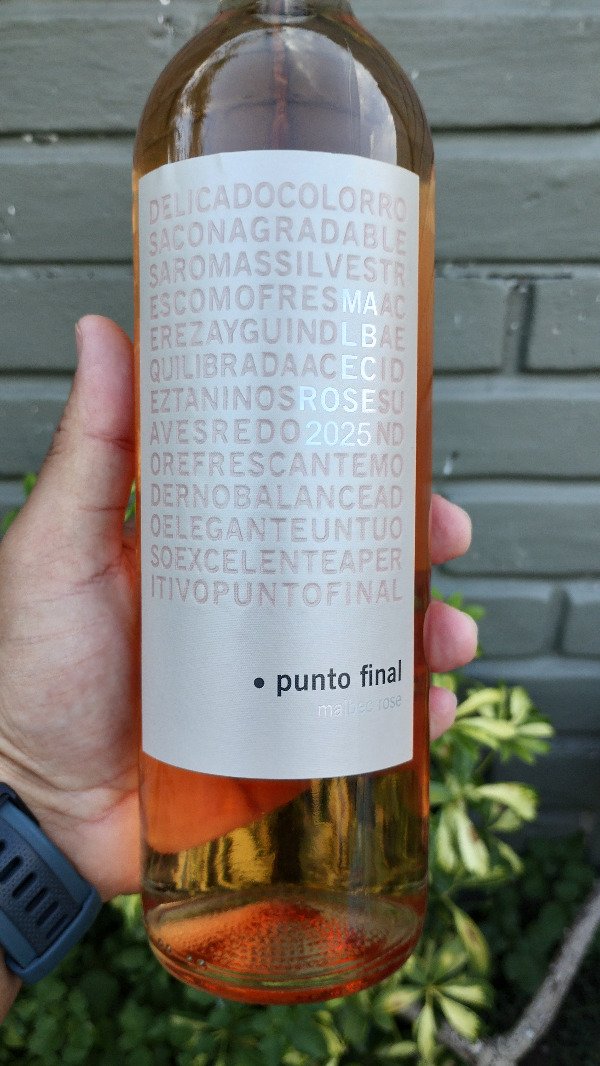 DELICADOCOLORRO
SACONAGRADABLE
SAROMASSILVESTR
ESCOMOFRESMAAC
EREZAYGUINDLBAE
QUILIBRADAACECID
EZTANINOSROSESU
AVESREDO2025ND
OREFRESCANTEMO
DERNOBALANCEAD
OELEGANTEUNTUO
SOEXCELENTEAPER
ITIVOPUNTOFINAL
• punto final
malbec rose